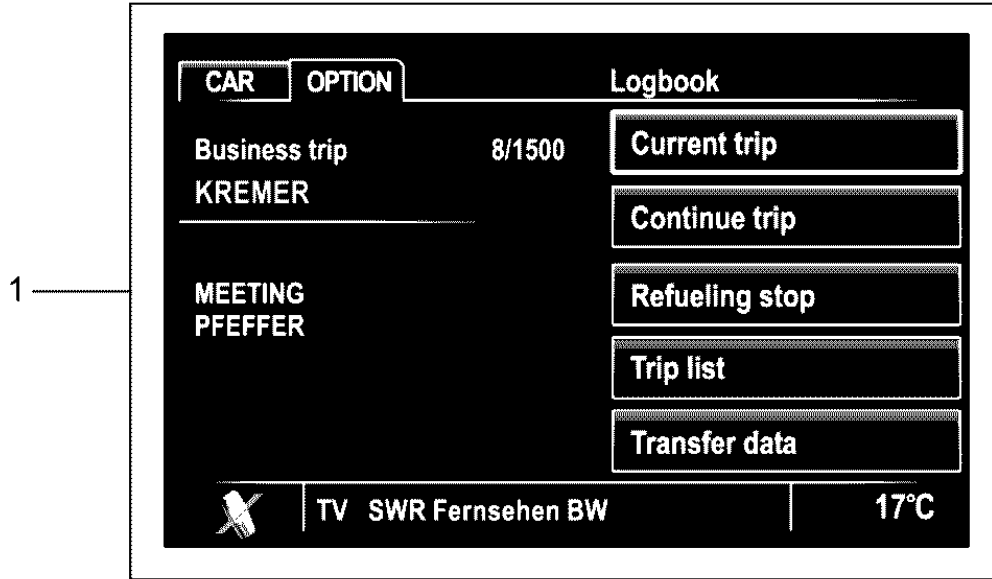 CAR OPTION Logbook
Business trip 8/1500
KREMER
MEETING
PFEFFER
Current trip
Continue trip
Refueling stop
Trip list
Transfer data
TV SWR Fernsehen BW 17°C
1